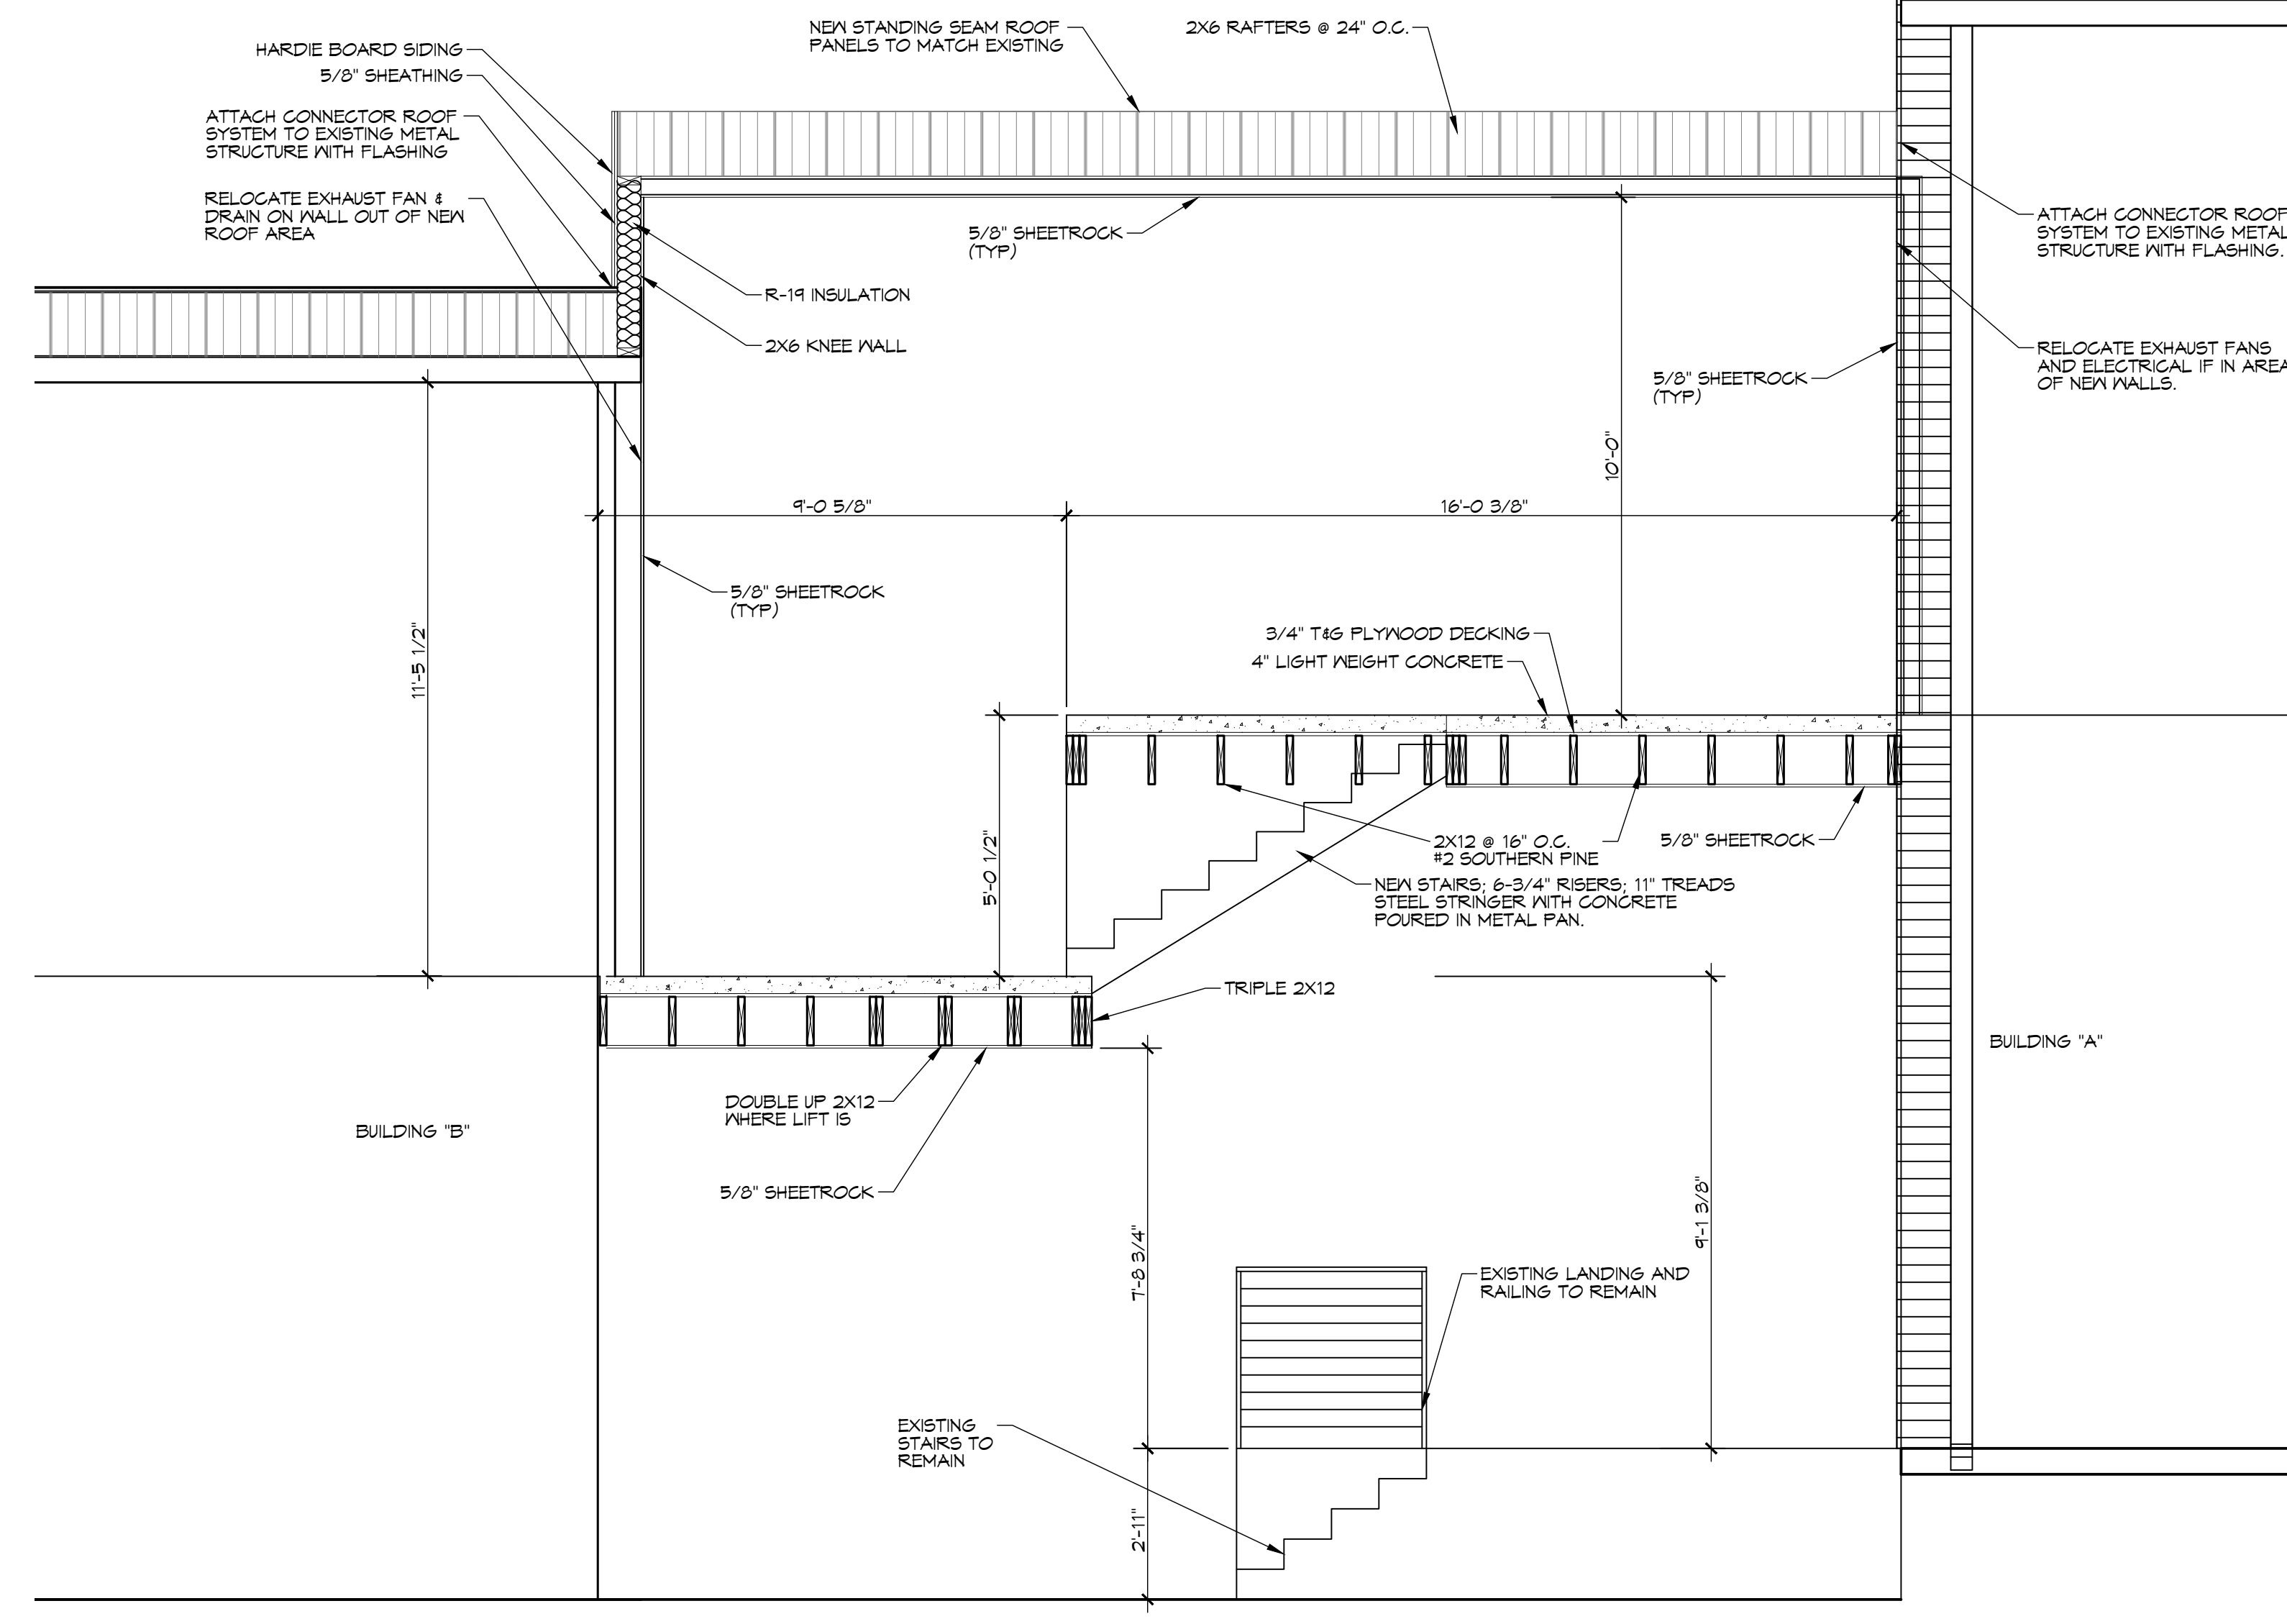 NEW STANDING SEAM ROOF
PANELS TO MATCH EXISTING
2X6 RAFTERS @ 24" O.C.
HARDIE BOARD SIDING
5/8" SHEATHING
ATTACH CONNECTOR ROOF
SYSTEM TO EXISTING METAL
STRUCTURE WITH FLASHING
RELOCATE EXHAUST FAN &
DRAIN ON WALL OUT OF NEW
ROOF AREA
5/8" SHEETROCK
(TYP)
ATTACH CONNECTOR ROOF
SYSTEM TO EXISTING METAL
STRUCTURE WITH FLASHING.
R-19 INSULATION
2X6 KNEE WALL
RELOCATE EXHAUST FANS
AND ELECTRICAL IF IN AREA
OF NEW WALLS.
5/8" SHEETROCK
(TYP)
10'-0"
9'-0 5/8"
16'-0 3/8"
5/8" SHEETROCK
(TYP)
11'-5 1/2"
3/4" T&G PLYWOOD DECKING
4" LIGHT WEIGHT CONCRETE
5'-0 1/2"
2X12 @ 16" O.C.
#2 SOUTHERN PINE
5/8" SHEETROCK
NEW STAIRS; 6-3/4" RISERS; 11" TREADS
STEEL STRINGER WITH CONCRETE
POURED IN METAL PAN.
TRIPLE 2X12
BUILDING "A"
DOUBLE UP 2X12
WHERE LIFT IS
BUILDING "B"
5/8" SHEETROCK
7'-8 3/4"
9'-1 3/8"
EXISTING LANDING AND
RAILING TO REMAIN
EXISTING
STAIRS TO
REMAIN
2'-11"